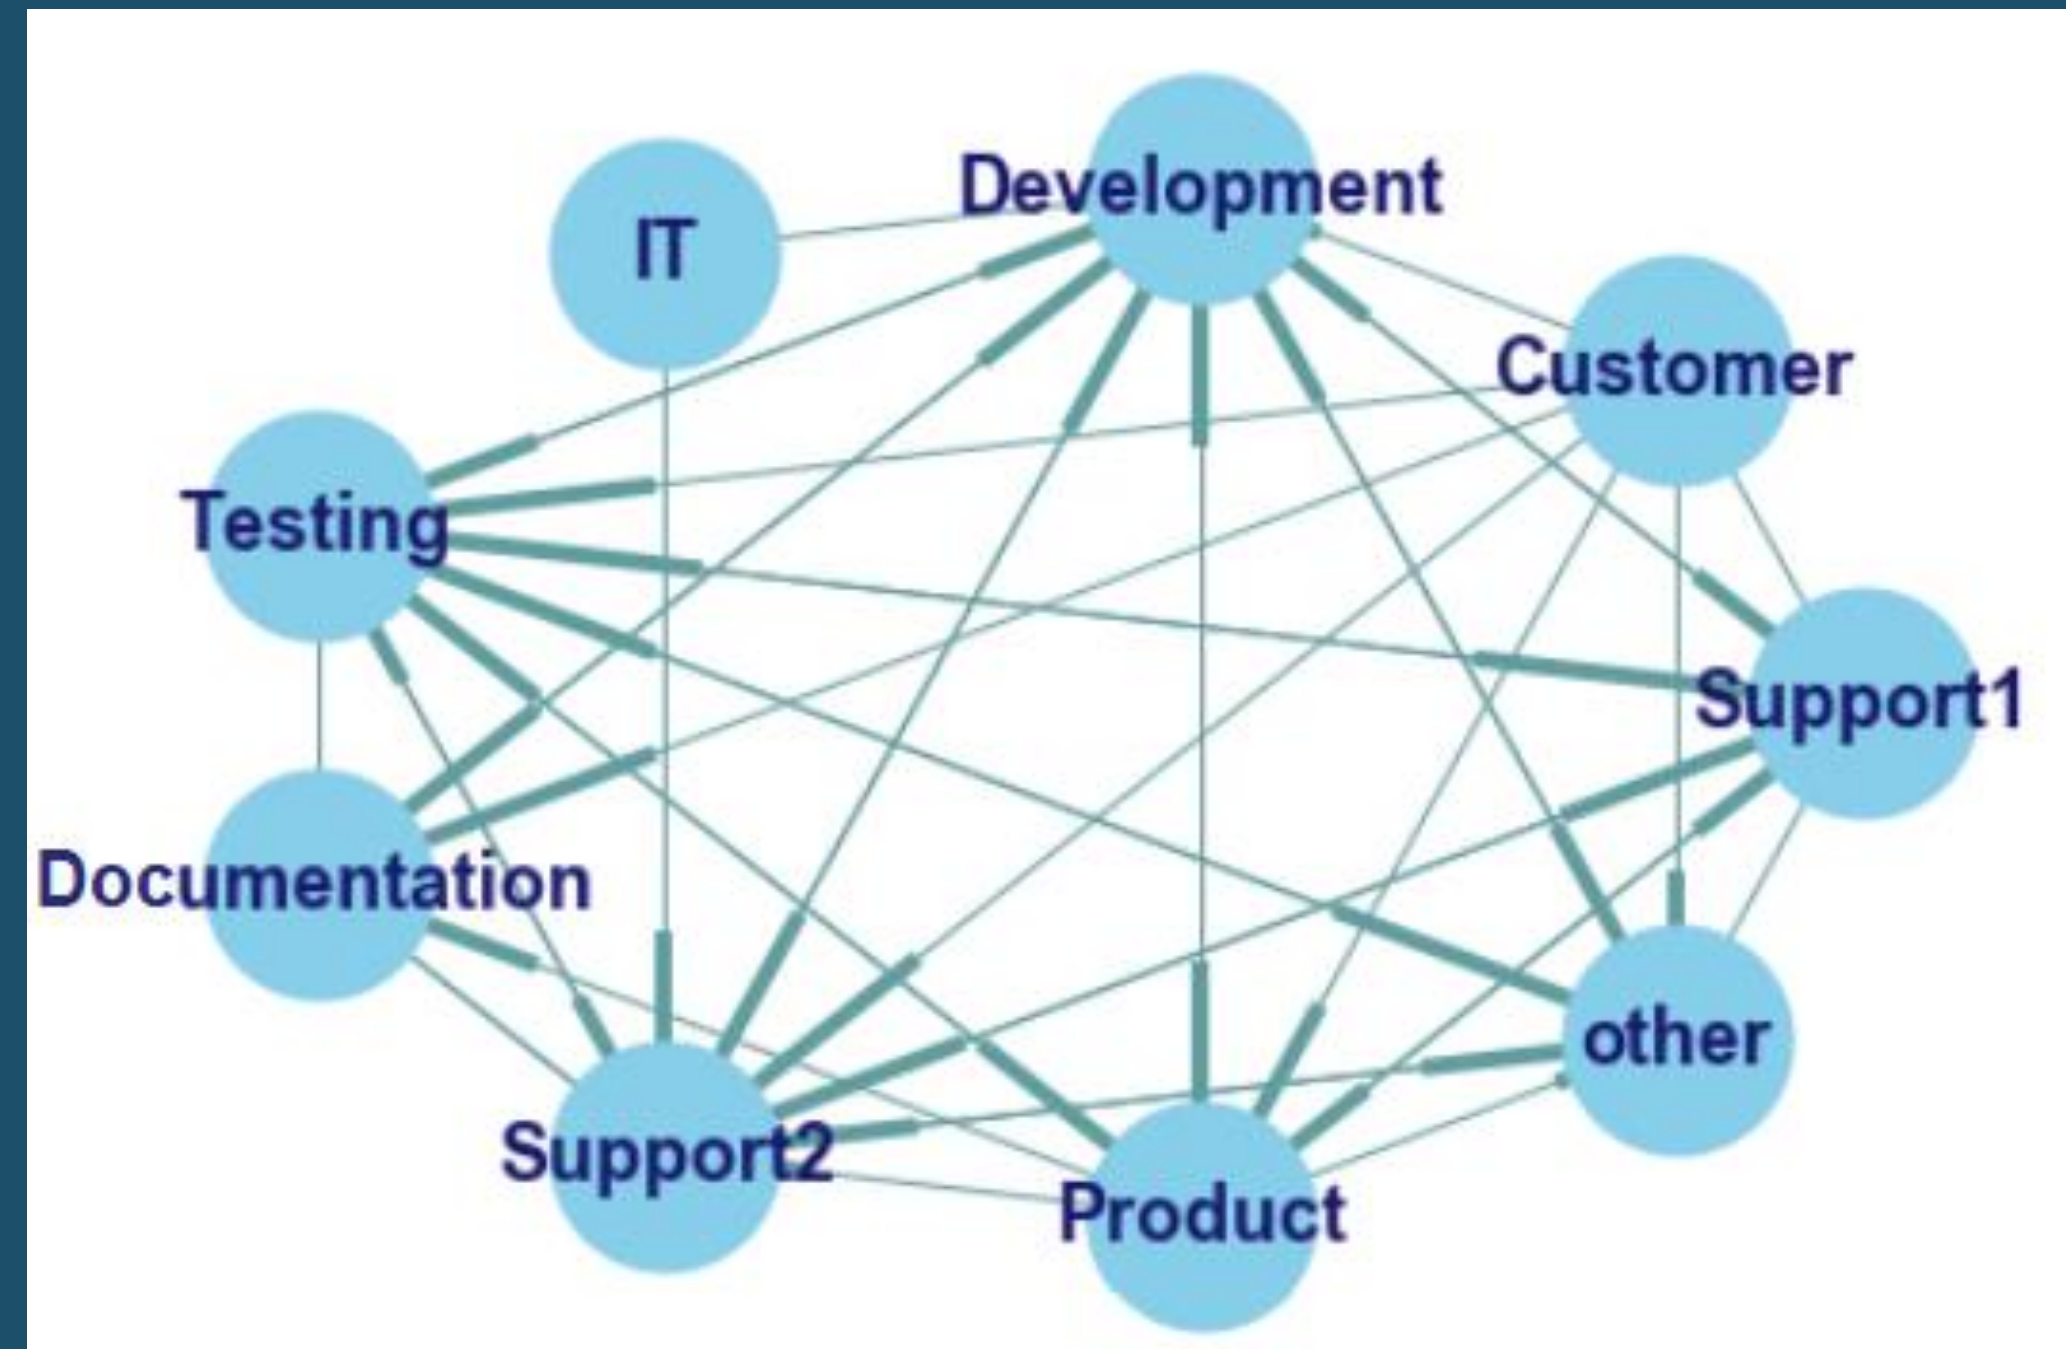 Development
IT
Customer
Testing
Support1
Documentation
other
Support2
Product